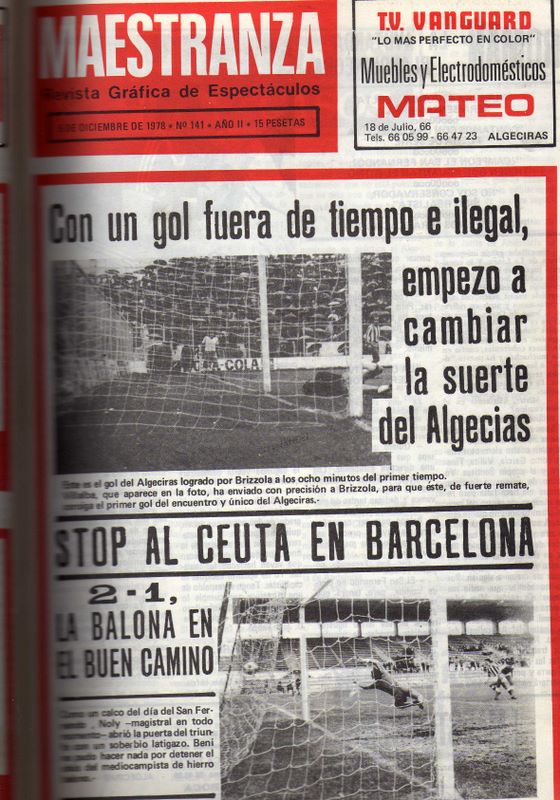 MAESTRANZA
Revista Gráfica de Espectáculos
5 DE DICIEMBRE DE 1978 • Nº 141 • AÑO II • 15 PESETAS
T.V. VANGUARD
"LO MAS PERFECTO EN COLOR"
Muebles y Electrodomésticos
MATEO
18 de Julio, 66
Tels. 66 05 99 - 66 47 23 ALGECIRAS
Con un gol fuera de tiempo e ilegal,
empezo a
cambiar
la suerte
del Algecias
COLA
Este es el gol del Algeciras logrado por Brizzola a los ocho minutos del primer tiempo.
Villalba, que aparece en la foto, ha enviado con precisión a Brizzola, para que éste, de fuerte remate,
consiga el primer gol del encuentro y único del Algeciras.-
STOP AL CEUTA EN BARCELONA
2-1,
LA BALONA EN
EL BUEN CAMINO
Como un calco del día del San Fer-
, Noly —magistral en todo
—abrió la puerta del triun-
con un soberbio latigazo. Beni
pudo hacer nada por detener el
del mediocampista de hierro